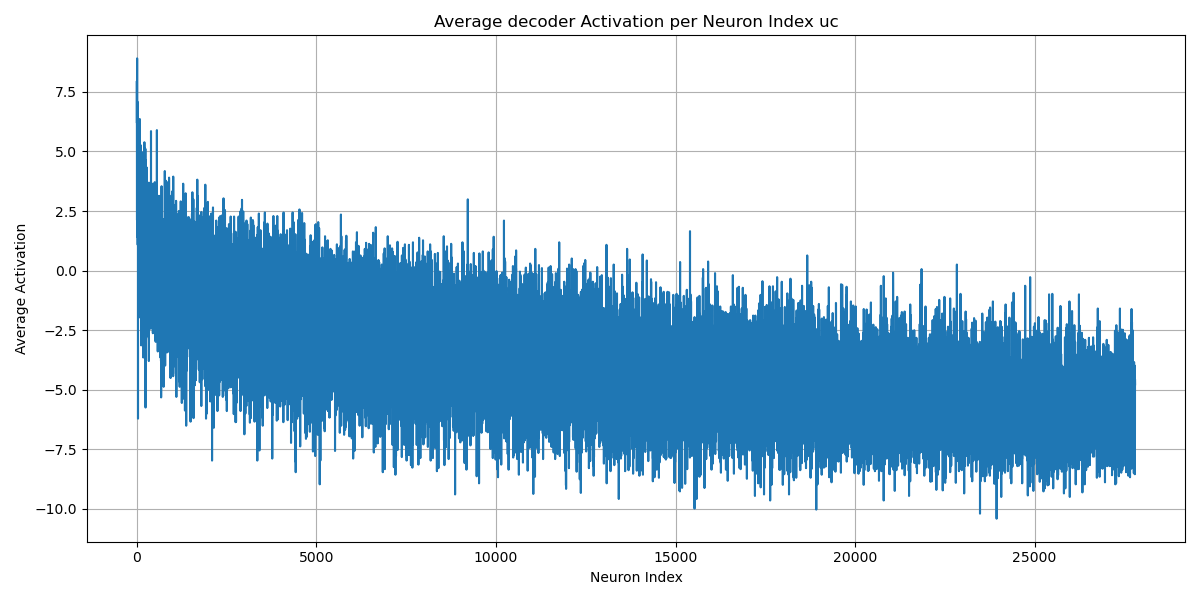 Average decoder Activation per Neuron Index uc
7.5
5.0
2.5
0.0
−2.5
−5.0
−7.5
−10.0
Average Activation
0 5000 10000 15000 20000 25000
Neuron Index